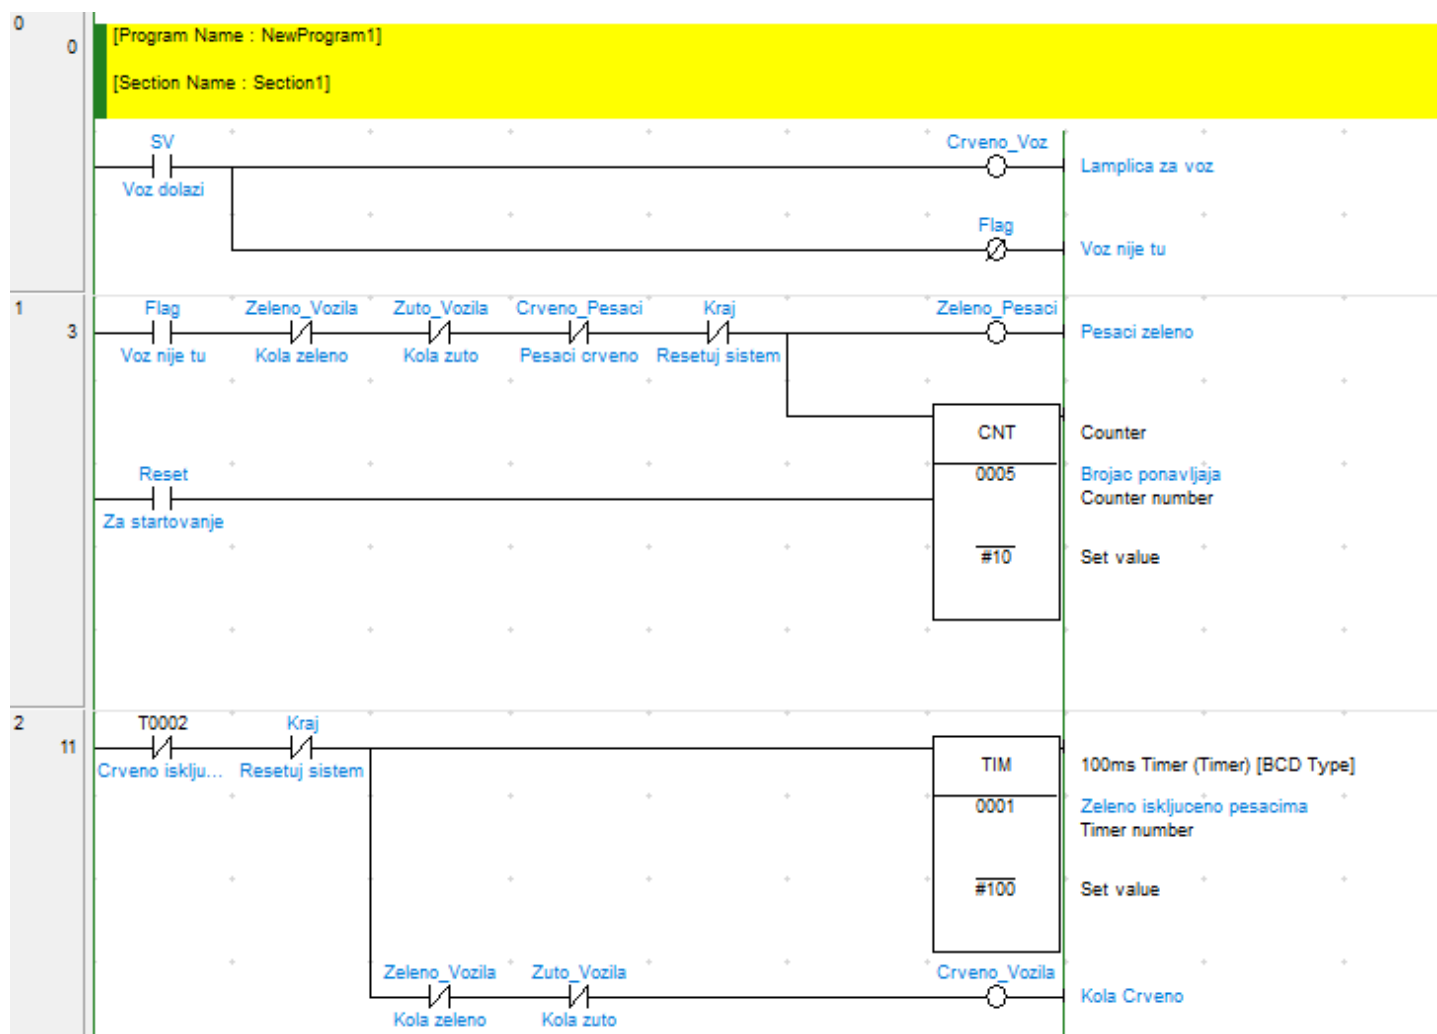 0
0
[Program Name : NewProgram1]
[Section Name : Section1]
SV
Crveno_Voz
Lamplica za voz
Voz dolazi
Flag
Voz nije tu
1
3
Flag Zeleno_Vozila Zuto_Vozila Crveno_Pesaci Kraj Zeleno_Pesaci
Pesaci zeleno
Voz nije tu Kola zeleno Kola zuto Pesaci crveno Resetuj sistem
CNT Counter
Reset 0005 Brojac ponavljaja
Counter number
Za startovanje
#10 Set value
2
11
T0002 Kraj
Crveno isklju... Resetuj sistem
TIM 100ms Timer (Timer) [BCD Type]
0001 Zeleno iskljuceno pesacima
Timer number
#100 Set value
Zeleno_Vozila Zuto_Vozila Crveno_Vozila
Kola Crveno
Kola zeleno Kola zuto